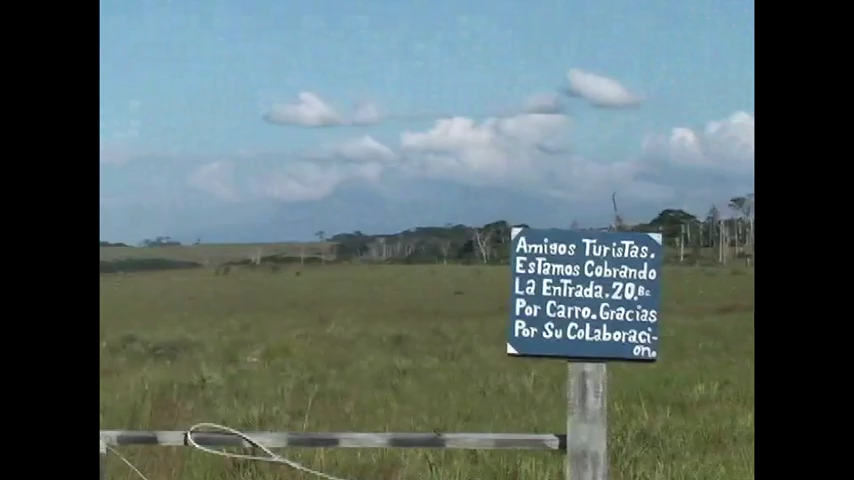 Amigos TurisTas.
EsTamos Cobrando
La EnTrada. 20. Bs.
Por Carro. Gracias
Por Su CoLaboraci-
on.